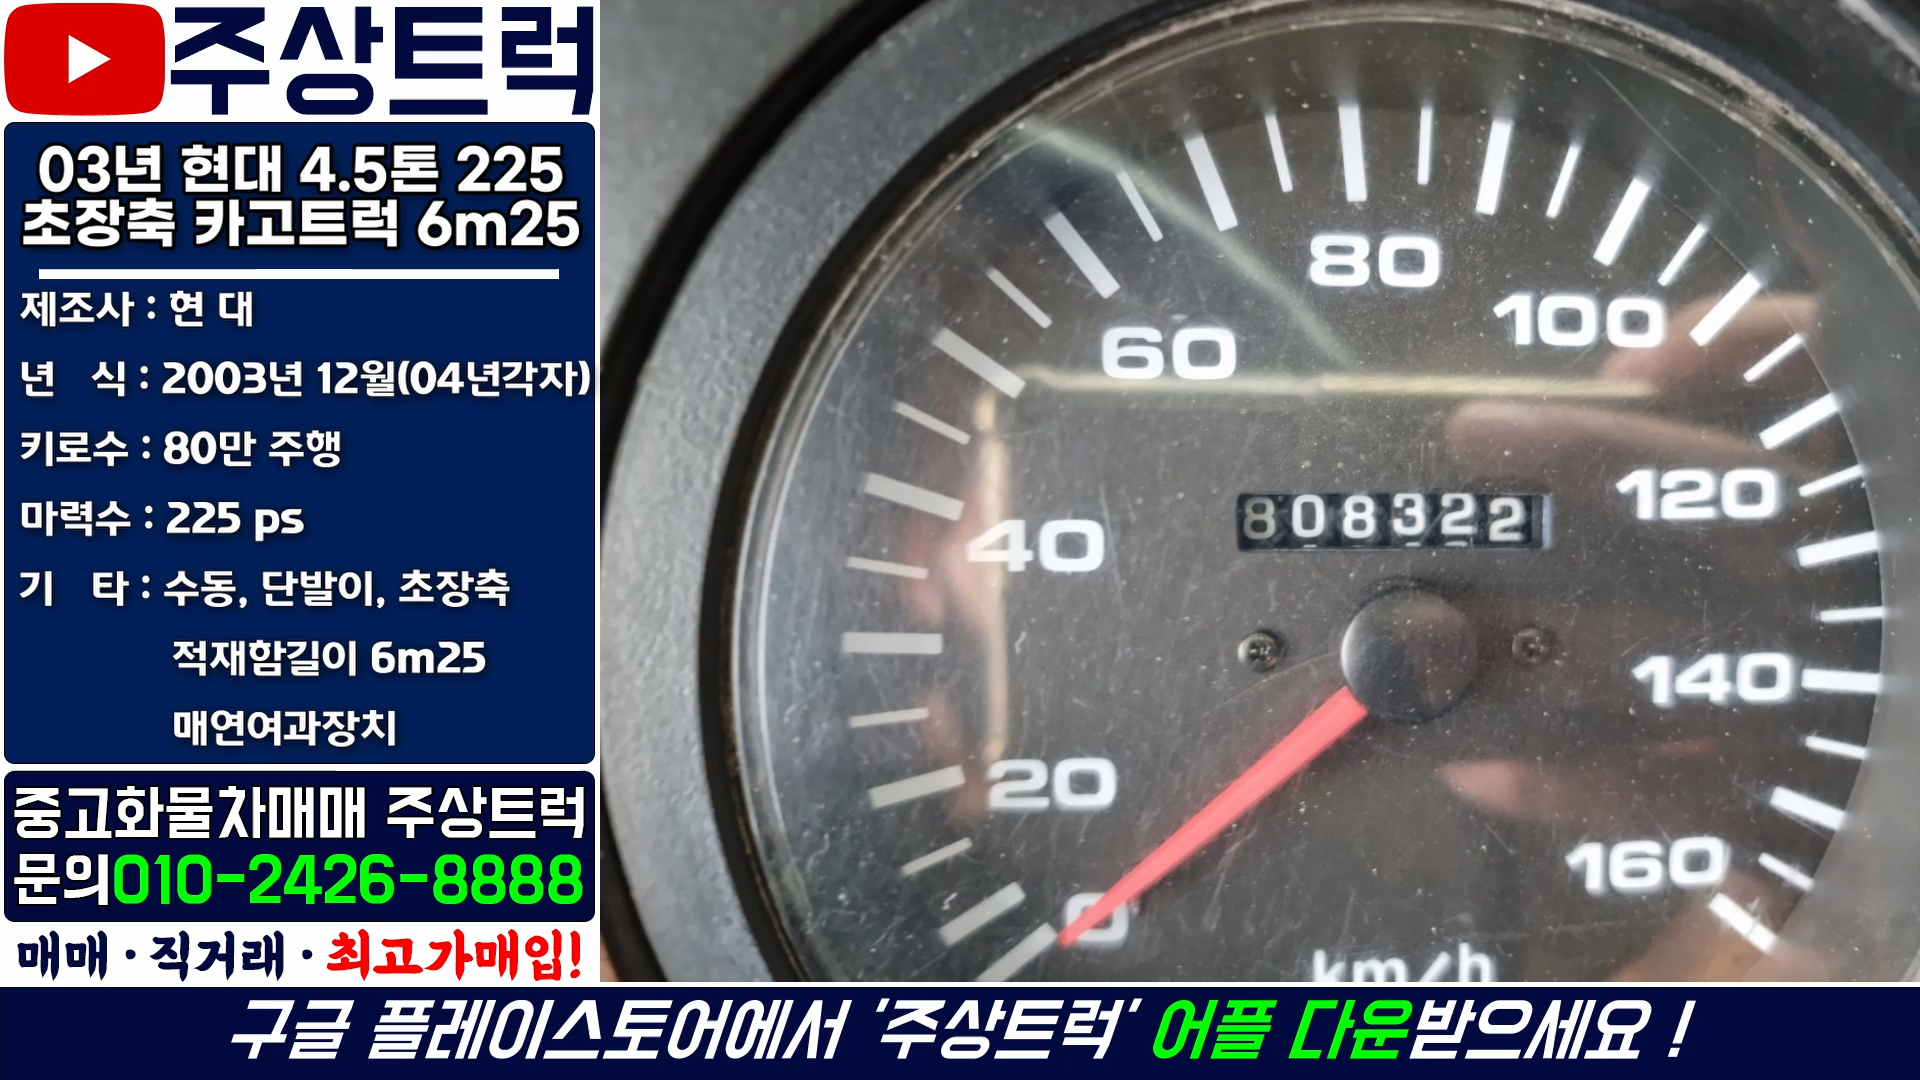 주상트럭
03년 현대 4.5톤 225
초장축 카고트럭 6m25
제조사 : 현 대
년 식 : 2003년 12월(04년각자)
키로수 : 80만 주행
마력수 : 225 ps
기 타 : 수동, 단발이, 초장축
적재함길이 6m25
매연여과장치
중고화물차매매 주상트럭
문의010-2426-8888
매매 · 직거래 · 최고가매입!
80
100
60
120
808322
40
140
20
160
0
km/h
구글 플레이스토어에서 '주상트럭' 어플 다운받으세요 !